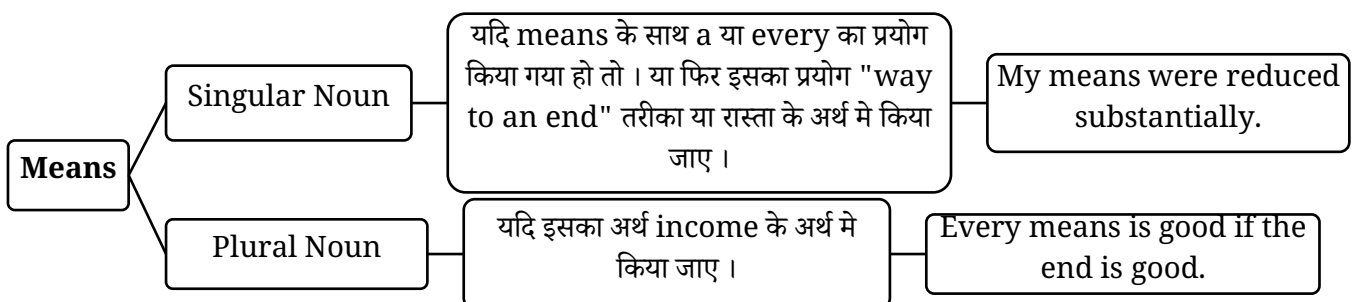 Means
Singular Noun
यदि means के साथ a या every का प्रयोग
किया गया हो तो । या फिर इसका प्रयोग "way
to an end" तरीका या रास्ता के अर्थ मे किया
जाए ।
My means were reduced
substantially.
Plural Noun
यदि इसका अर्थ income के अर्थ मे
किया जाए ।
Every means is good if the
end is good.